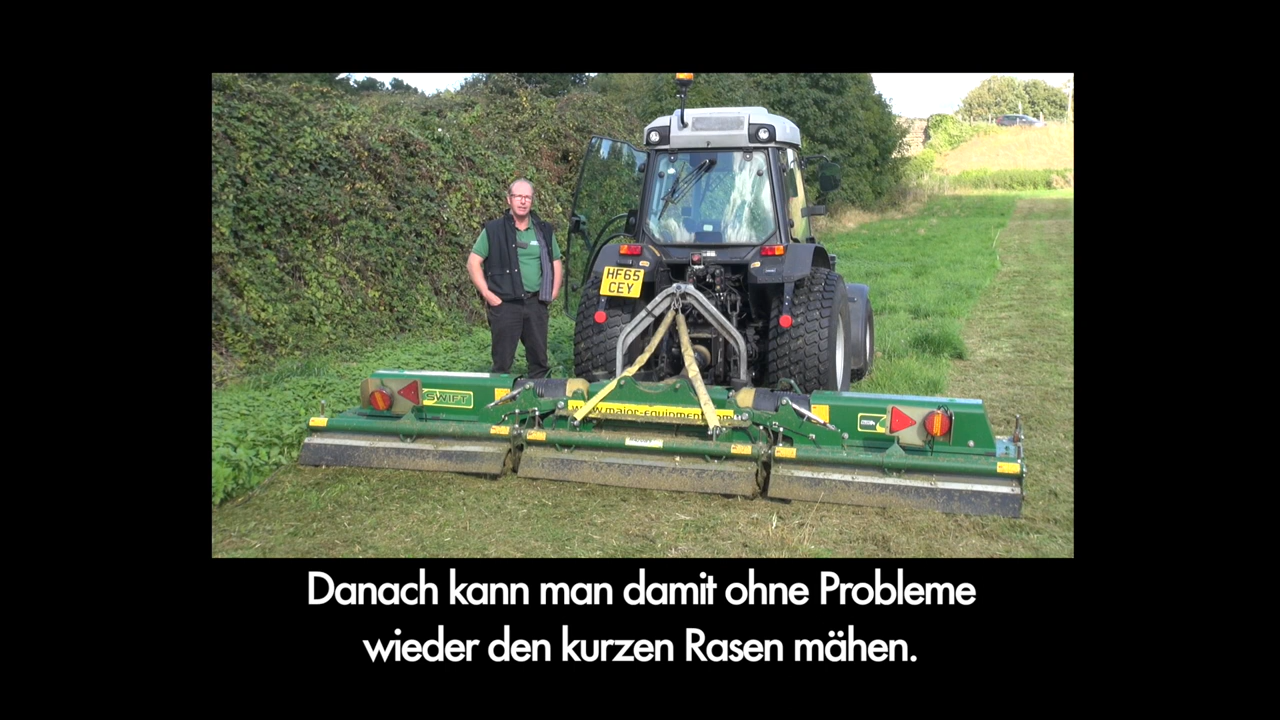 HF65
CEY
SWIFT
www.major-equipment.com
Danach kann man damit ohne Probleme
wieder den kurzen Rasen mähen.